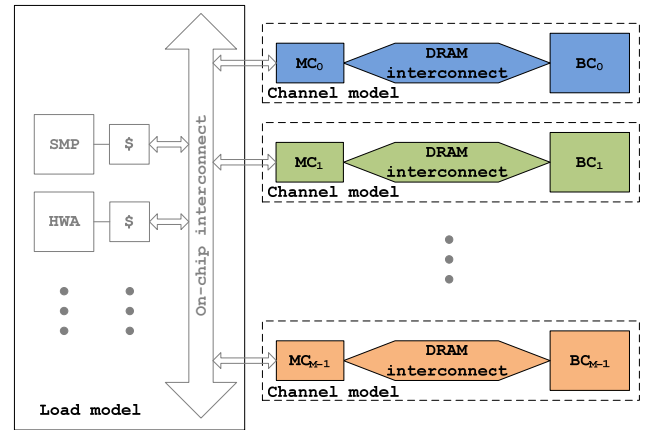 SMP
$
HWA
$
On-chip interconnect
Load model
MC₀
DRAM
interconnect
BC₀
Channel model
MC₁
DRAM
interconnect
BC₁
Channel model
MCM-1
DRAM
interconnect
BCM-1
Channel model